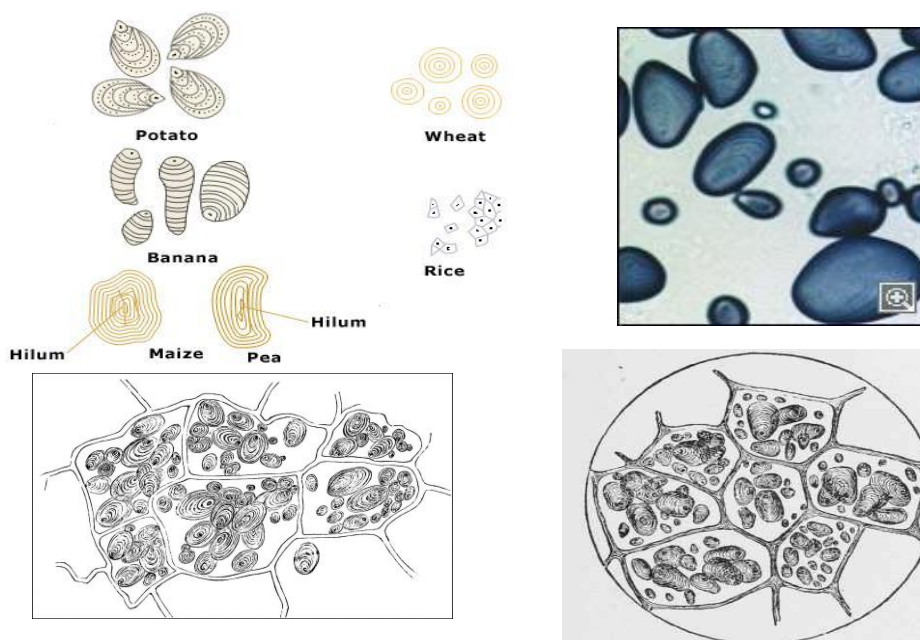 Potato
Wheat
Banana
Rice
Hilum
Hilum
Maize
Pea